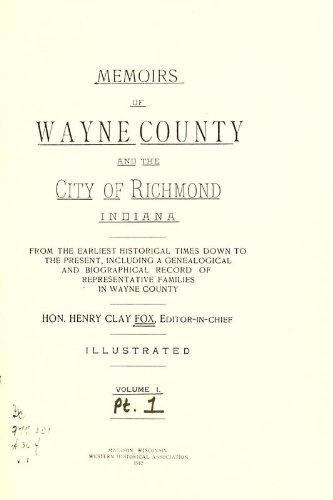 MEMOIRS
OF
WAYNE COUNTY
AND THE
CITY OF RICHMOND
INDIANA
FROM THE EARLIEST HISTORICAL TIMES DOWN TO
THE PRESENT, INCLUDING A GENEALOGICAL
AND BIOGRAPHICAL RECORD OF
REPRESENTATIVE FAMILIES
IN WAYNE COUNTY
HON. HENRY CLAY FOX, EDITOR-IN-CHIEF
ILLUSTRATED
VOLUME I.
Pt. 1
MADISON, WISCONSIN
WESTERN HISTORICAL ASSOCIATION
1912
v. 1